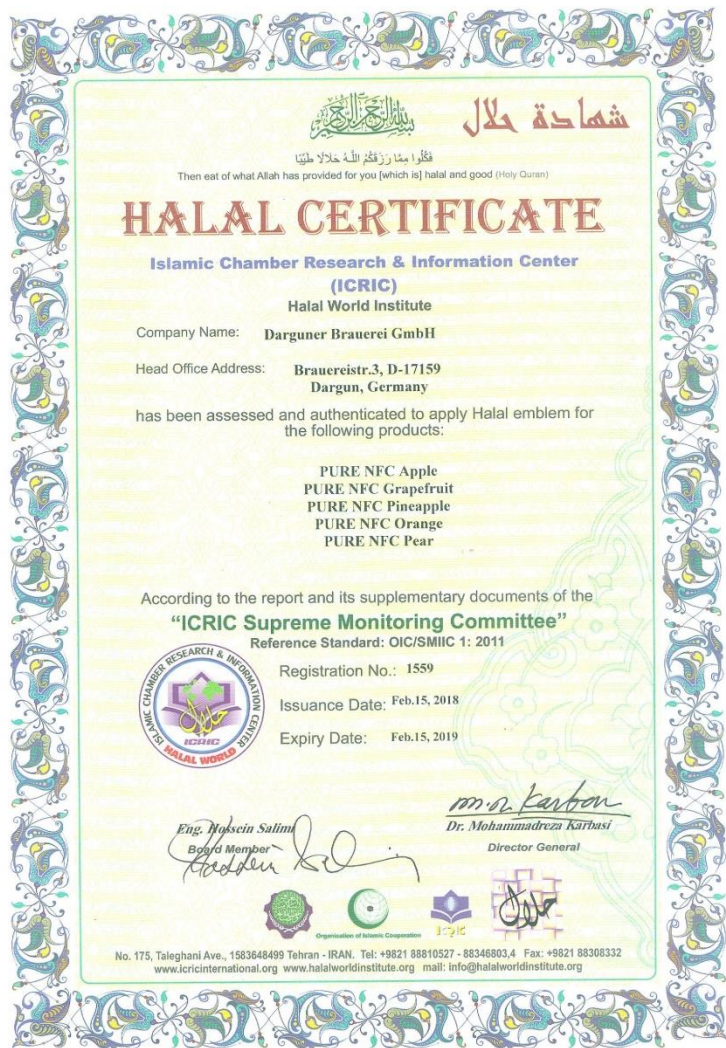 بسم الله الرحمن الرحيم
شهادة حلال
فَكُلُوا مِمَّا رَزَقَكُمُ اللَّهُ حَلَالًا طَيِّبًا
Then eat of what Allah has provided for you [which is] halal and good (Holy Quran)
HALAL CERTIFICATE
Islamic Chamber Research & Information Center
(ICRIC)
Halal World Institute
Company Name: Darguner Brauerei GmbH
Head Office Address: Brauereistr.3, D-17159
Dargun, Germany
has been assessed and authenticated to apply Halal emblem for
the following products:
PURE NFC Apple
PURE NFC Grapefruit
PURE NFC Pineapple
PURE NFC Orange
PURE NFC Pear
According to the report and its supplementary documents of the
“ICRIC Supreme Monitoring Committee”
Reference Standard: OIC/SMIIC 1: 2011
ISLAMIC CHAMBER RESEARCH & INFORMATION CENTER
حلال
ICRIC
HALAL WORLD
Registration No.: 1559
Issuance Date: Feb.15, 2018
Expiry Date: Feb.15, 2019
Eng. Hossein Salimi
Board Member
Dr. Mohammadreza Karbasi
Director General
Organisation of Islamic Cooperation
حلال
No. 175, Taleghani Ave., 1583648499 Tehran - IRAN. Tel: +9821 88810527 - 88346803,4 Fax: +9821 88308332
www.icricinternational.org www.halalworldinstitute.org mail: info@halalworldinstitute.org